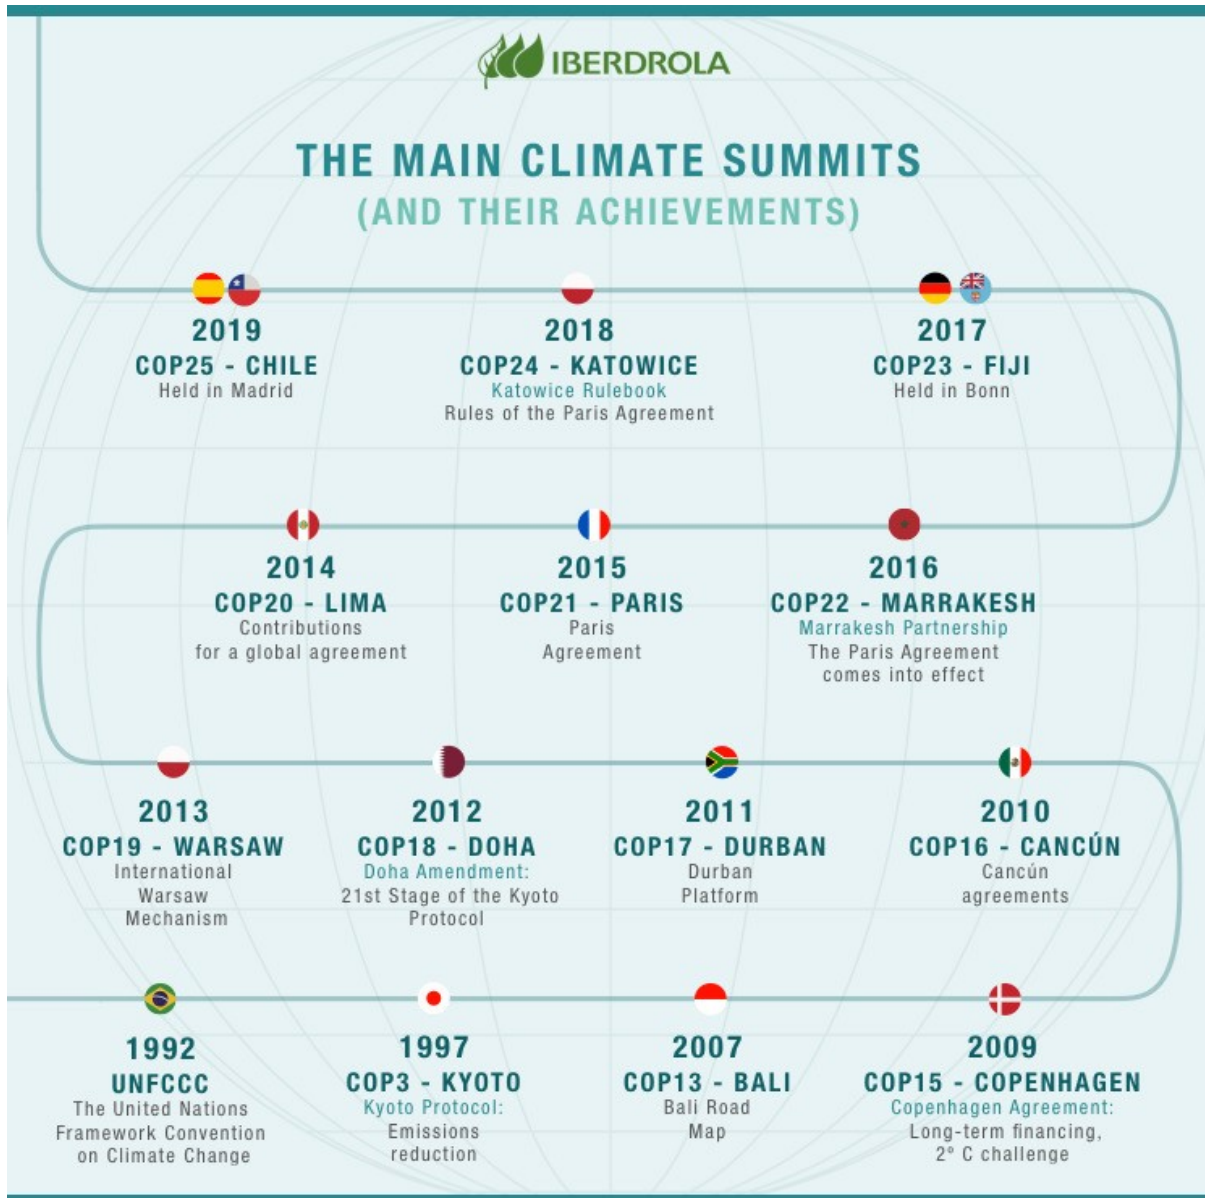 IBERDROLA
THE MAIN CLIMATE SUMMITS
(AND THEIR ACHIEVEMENTS)
2019
COP25 - CHILE
Held in Madrid
2018
COP24 - KATOWICE
Katowice Rulebook
Rules of the Paris Agreement
2017
COP23 - FIJI
Held in Bonn
2014
COP20 - LIMA
Contributions
for a global agreement
2015
COP21 - PARIS
Paris
Agreement
2016
COP22 - MARRAKESH
Marrakesh Partnership
The Paris Agreement
comes into effect
2013
COP19 - WARSAW
International
Warsaw
Mechanism
2012
COP18 - DOHA
Doha Amendment:
21st Stage of the Kyoto
Protocol
2011
COP17 - DURBAN
Durban
Platform
2010
COP16 - CANCÚN
Cancún
agreements
1992
UNFCCC
The United Nations
Framework Convention
on Climate Change
1997
COP3 - KYOTO
Kyoto Protocol:
Emissions
reduction
2007
COP13 - BALI
Bali Road
Map
2009
COP15 - COPENHAGEN
Copenhagen Agreement:
Long-term financing,
2º C challenge